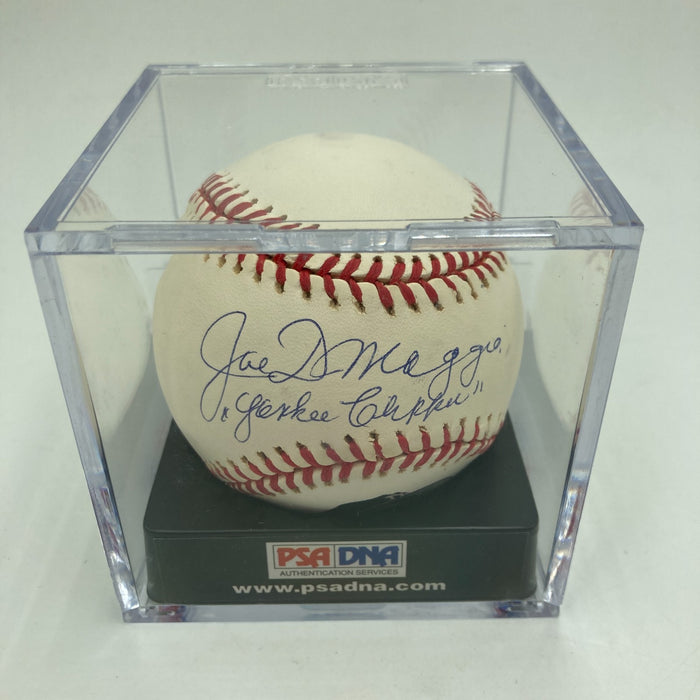 Joe DiMaggio
"Yankee Clipper"
PSA DNA
AUTHENTICATION SERVICES
www.psadna.com